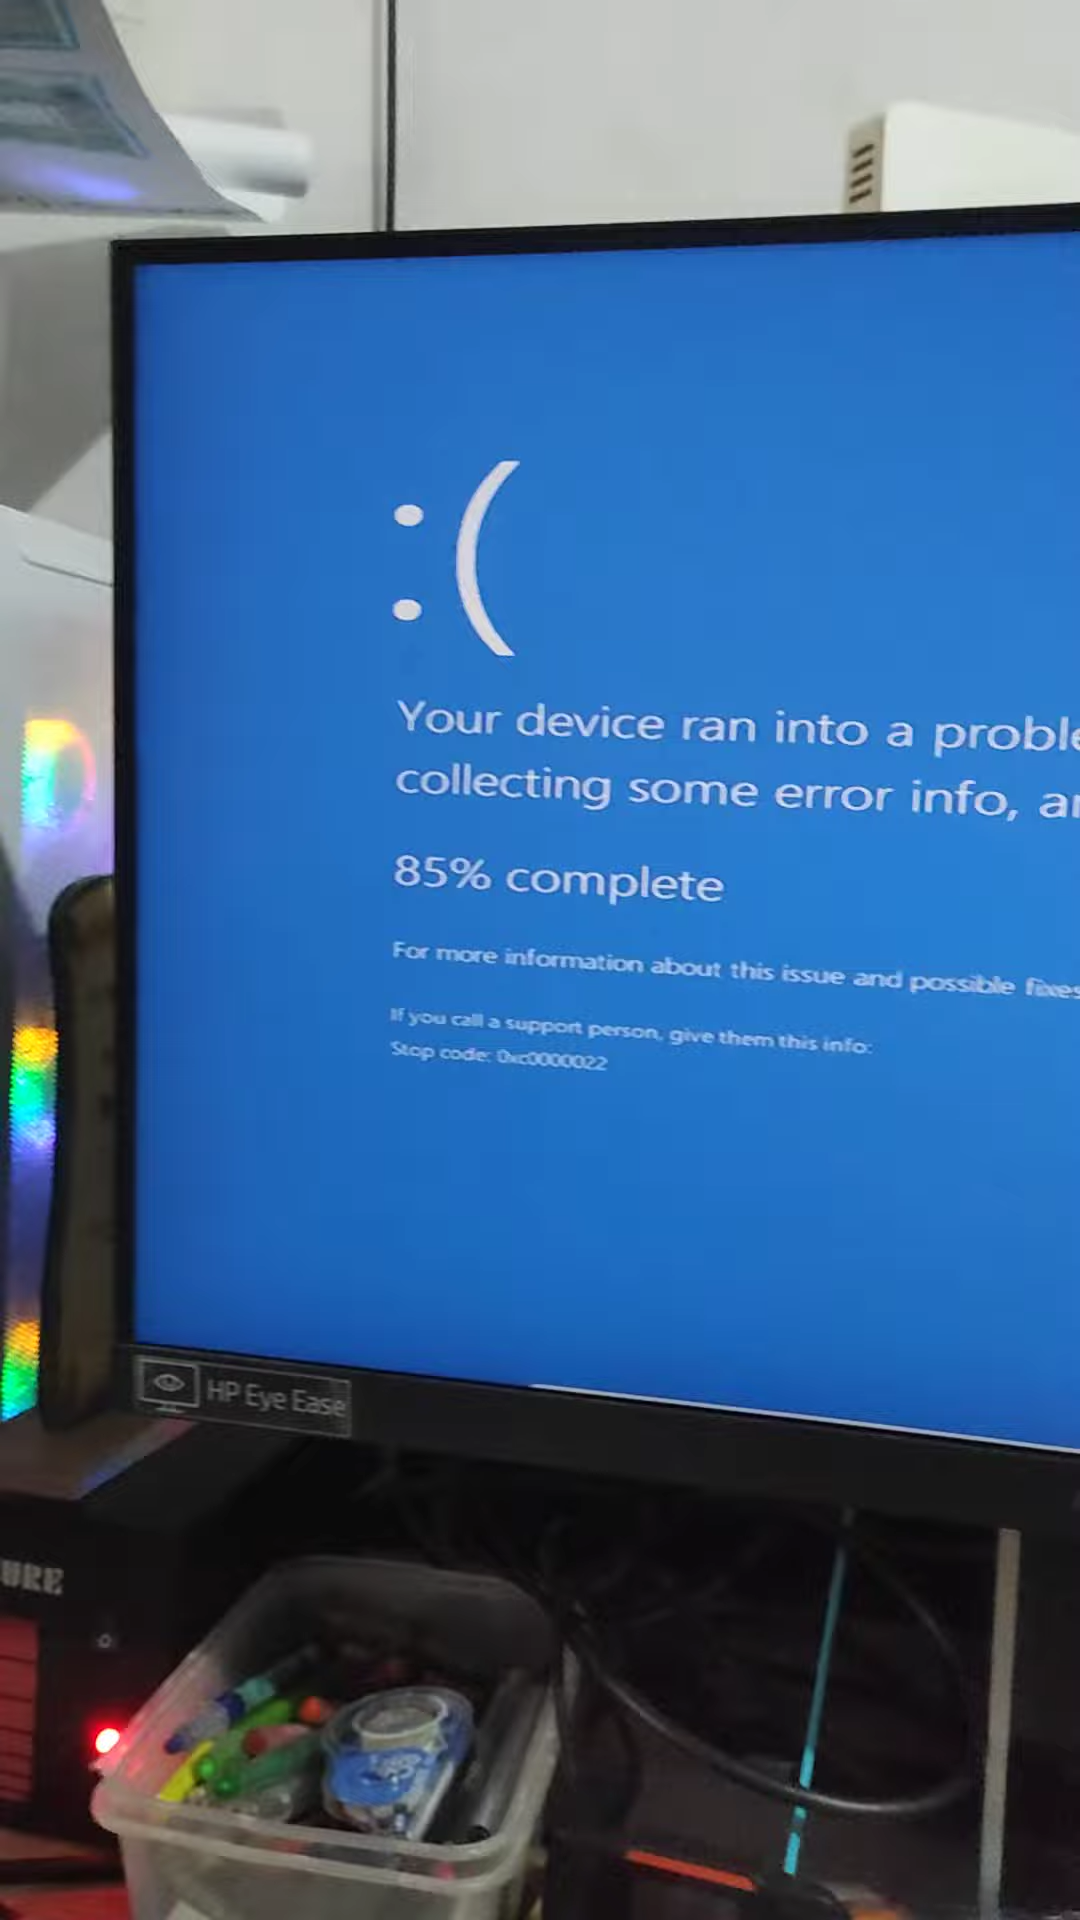 :(
Your device ran into a
collecting some error info,
85% complete
For more information about this issue and possible fixes
If you call a support person, give them this info:
Stop code: 0xc0000022
HP Eye Ease